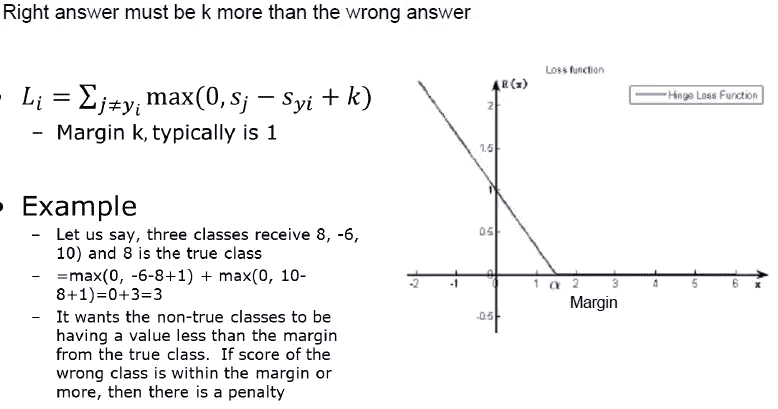 Right answer must be k more than the wrong answer
• L_i = ∑_{j≠y_i} max(0, s_j − s_{yi} + k)
– Margin k, typically is 1
• Example
– Let us say, three classes receive 8, -6,
10) and 8 is the true class
– =max(0, -6-8+1) + max(0, 10-
8+1)=0+3=3
– It wants the non-true classes to be
having a value less than the margin
from the true class. If score of the
wrong class is within the margin or
more, then there is a penalty
Loss function
R(x)
Hinge Loss Function
2
1.5
1
0.5
0
-0.5
-2 -1 0 1 α 2 3 4 5 6 x
Margin